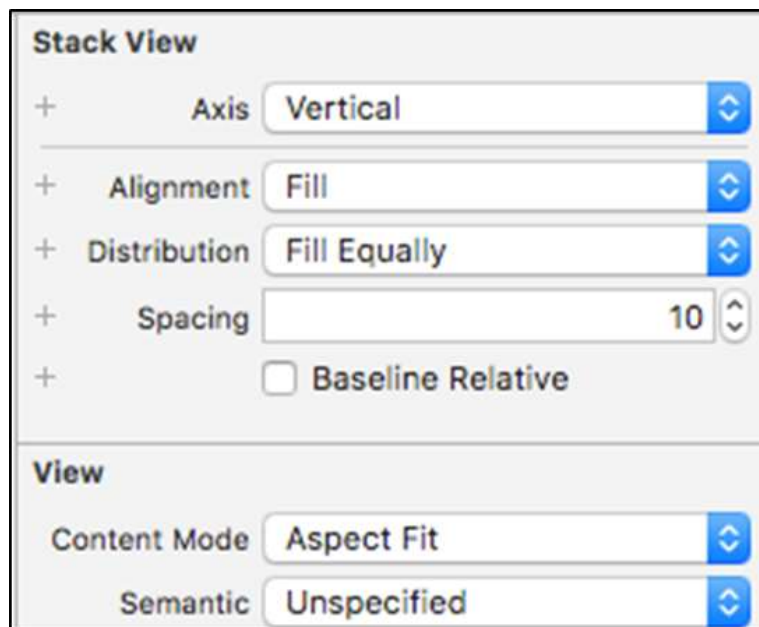 Stack View
+ Axis Vertical
+ Alignment Fill
+ Distribution Fill Equally
+ Spacing 10
+ Baseline Relative
View
Content Mode Aspect Fit
Semantic Unspecified